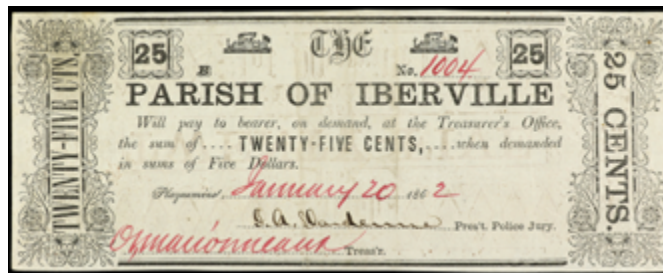 TWENTY-FIVE CTS.
25
THE
25
B
No. 1004
PARISH OF IBERVILLE
Will pay to bearer, on demand, at the Treasurer's Office,
the sum of .... TWENTY-FIVE CENTS, .... when demanded
in sums of Five Dollars.
Plaquemine, January 20 1862
Pres't. Police Jury.
Treas'r.
25 CENTS.